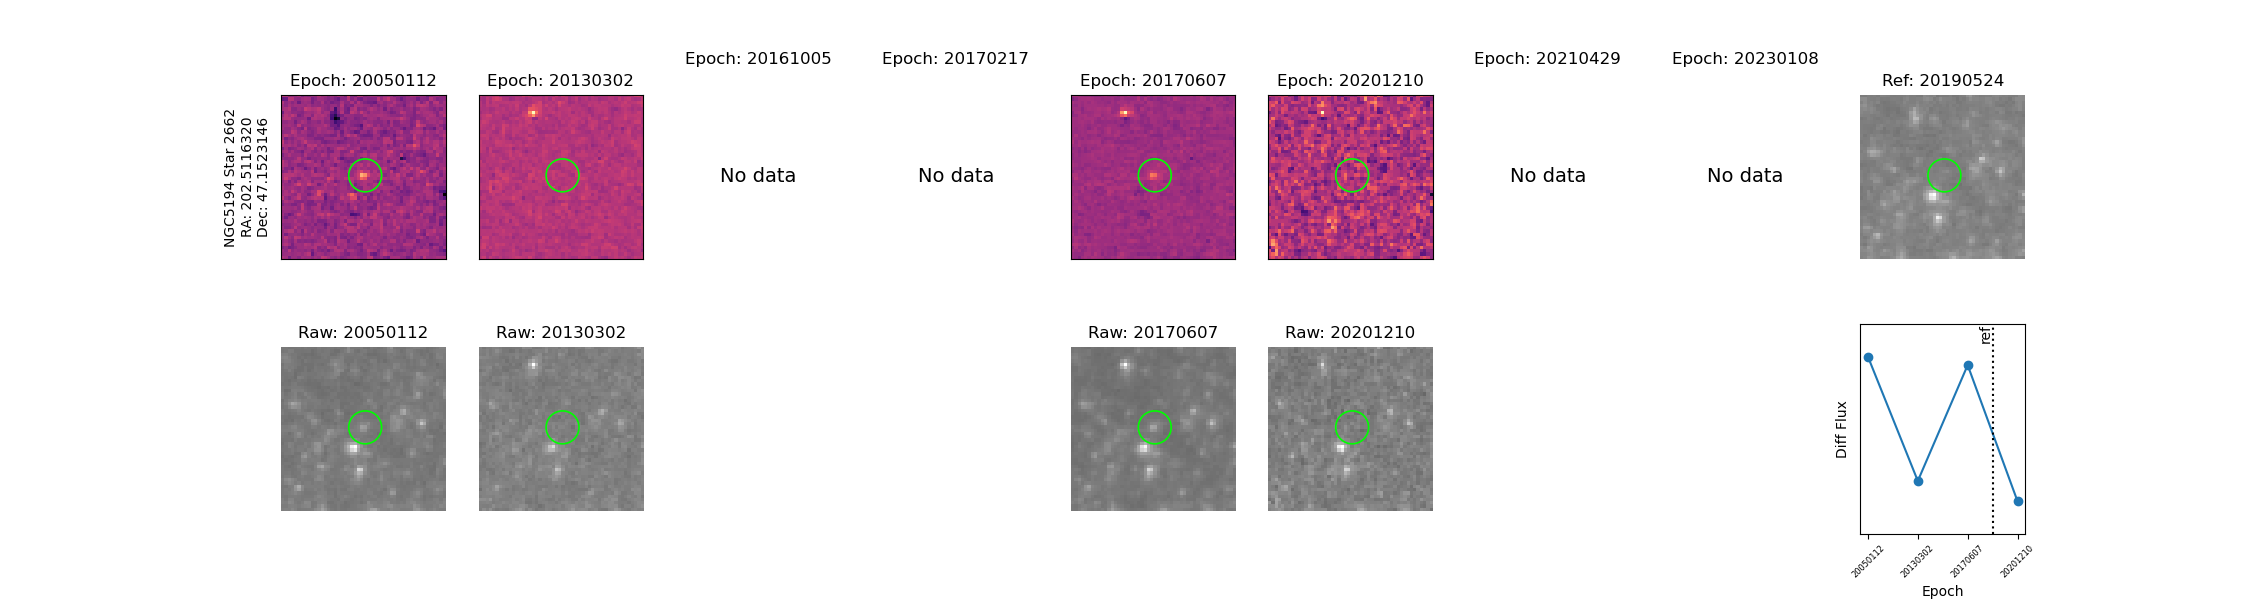 Epoch: 20050112
Epoch: 20130302
Epoch: 20161005
Epoch: 20170217
Epoch: 20170607
Epoch: 20201210
Epoch: 20210429
Epoch: 20230108
Ref: 20190524
NGC5194 Star 2662
RA: 202.5116320
Dec: 47.1523146
No data
No data
No data
No data
Raw: 20050112
Raw: 20130302
Raw: 20170607
Raw: 20201210
ref
Diff Flux
20050112
20130302
20170607
20201210
Epoch